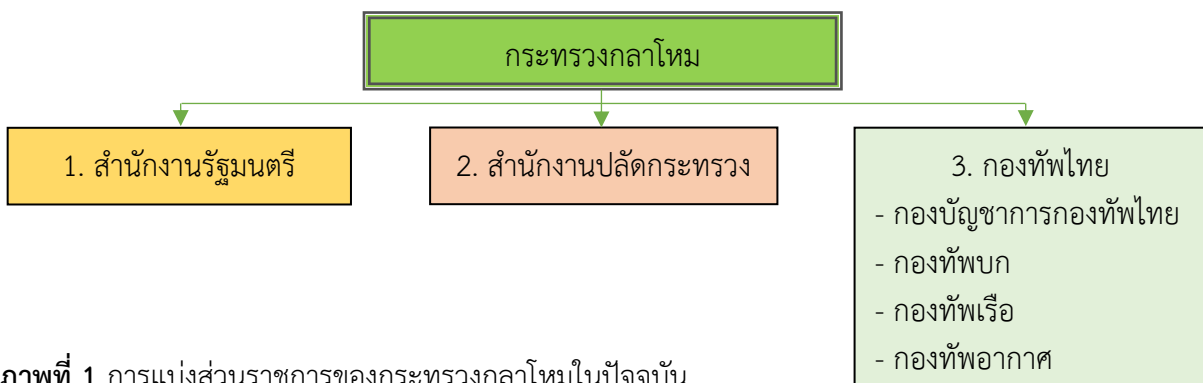 กระทรวงกลาโหม
1. สำนักงานรัฐมนตรี
2. สำนักงานปลัดกระทรวง
3. กองทัพไทย
- กองบัญชาการกองทัพไทย
- กองทัพบก
- กองทัพเรือ
- กองทัพอากาศ
ภาพที่ 1 การแบ่งส่วนราชการของกระทรวงกลาโหมในปัจจุบัน